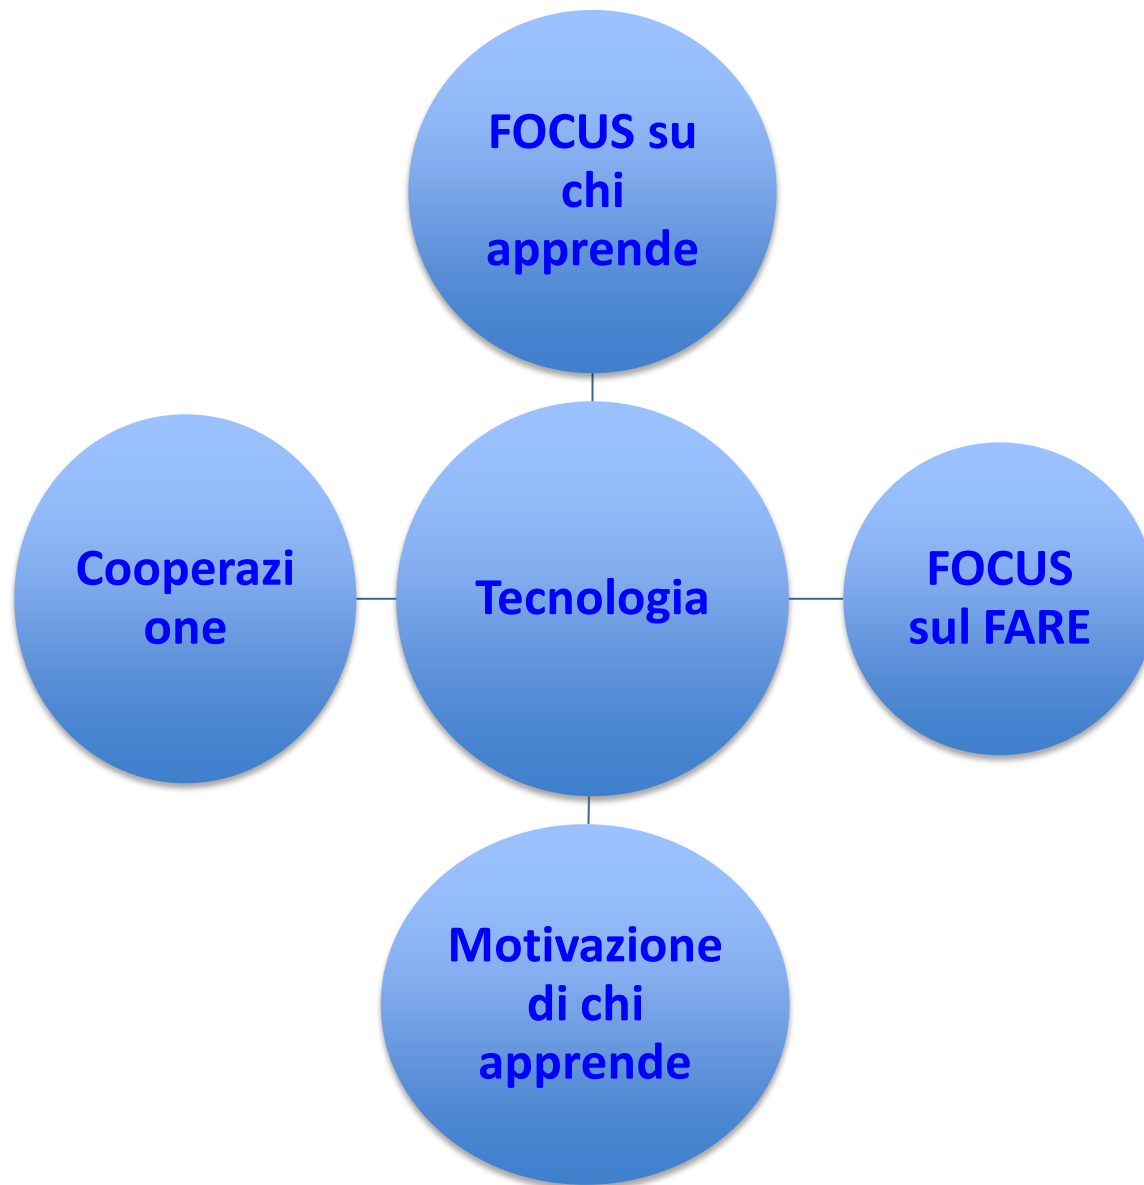 FOCUS su
chi
apprende
Cooperazi
one
Tecnologia
FOCUS
sul FARE
Motivazione
di chi
apprende